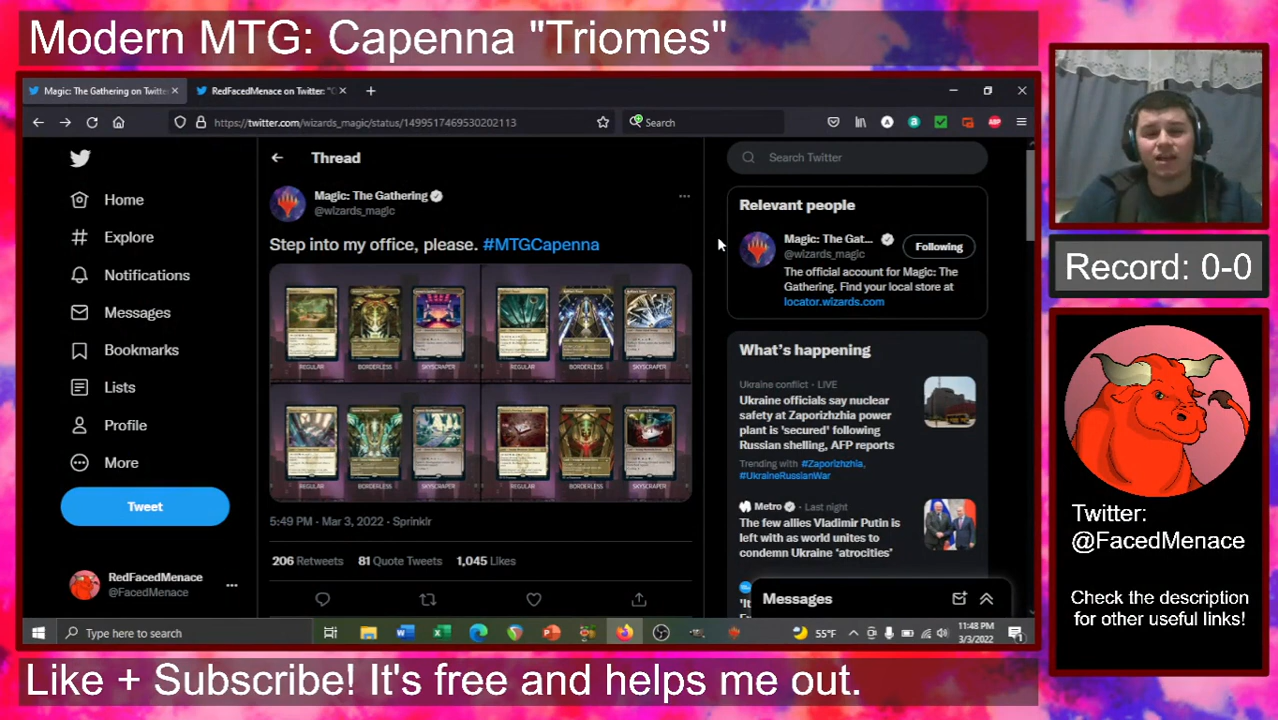 Modern MTG: Capenna "Triomes"
Magic: The Gathering on Twitte
RedFacedMenace on Twitter: "C
https://twitter.com/wizards_magic/status/1499517469530202113
Search
Home
Explore
Notifications
Messages
Bookmarks
Lists
Profile
More
Tweet
RedFacedMenace
@FacedMenace
Thread
Magic: The Gathering
@wizards_magic
Step into my office, please. #MTGCapenna
REGULAR BORDERLESS SKYSCRAPER REGULAR BORDERLESS SKYSCRAPER
REGULAR BORDERLESS SKYSCRAPER REGULAR BORDERLESS SKYSCRAPER
5:49 PM · Mar 3, 2022 · Sprinklr
206 Retweets 81 Quote Tweets 1,045 Likes
Search Twitter
Relevant people
Magic: The Gat...
@wizards_magic
Following
The official account for Magic: The
Gathering. Find your local store at
locator.wizards.com
What's happening
Ukraine conflict · LIVE
Ukraine officials say nuclear
safety at Zaporizhzhia power
plant is 'secured' following
Russian shelling, AFP reports
Trending with #Zaporizhzhia,
#UkraineRussianWar
Metro · Last night
The few allies Vladimir Putin is
left with as world unites to
condemn Ukraine 'atrocities'
Messages
Type here to search
55°F
11:48 PM
3/3/2022
Record: 0-0
Twitter:
@FacedMenace
Check the description
for other useful links!
Like + Subscribe! It's free and helps me out.